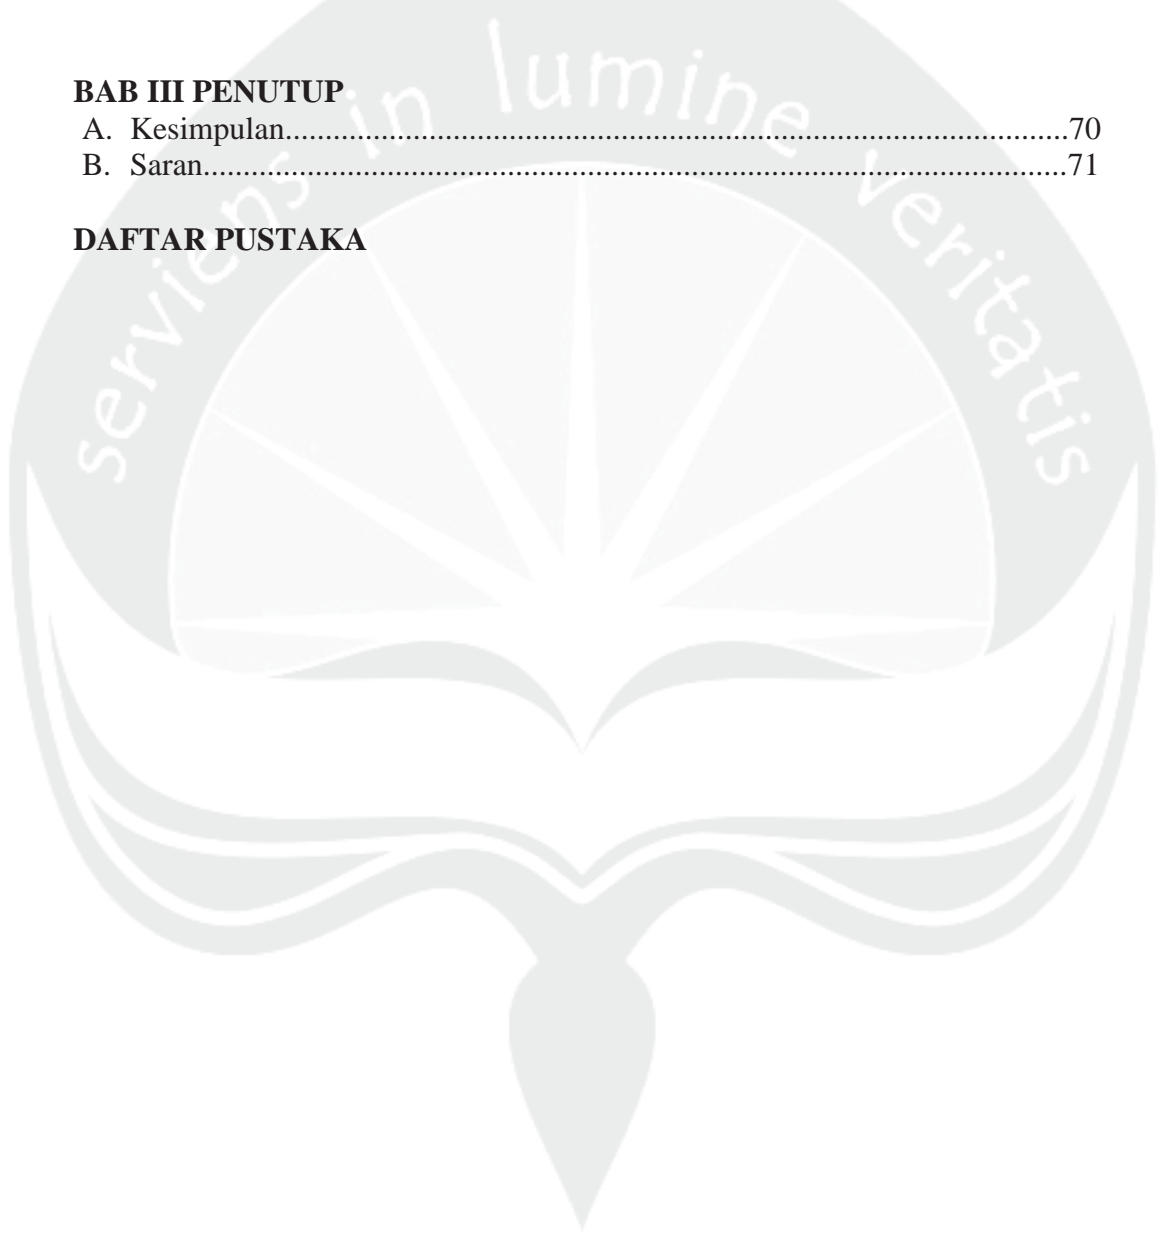 serviens in lumine veritatis
BAB III PENUTUP
A. Kesimpulan.................................................................................................70
B. Saran...........................................................................................................71
DAFTAR PUSTAKA